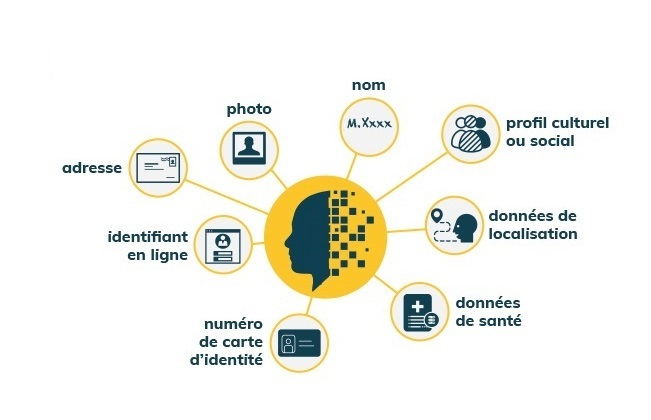 nom
M.Xxxx
photo
profil culturel
ou social
adresse
données de
localisation
identifiant
en ligne
données
de santé
numéro
de carte
d'identité